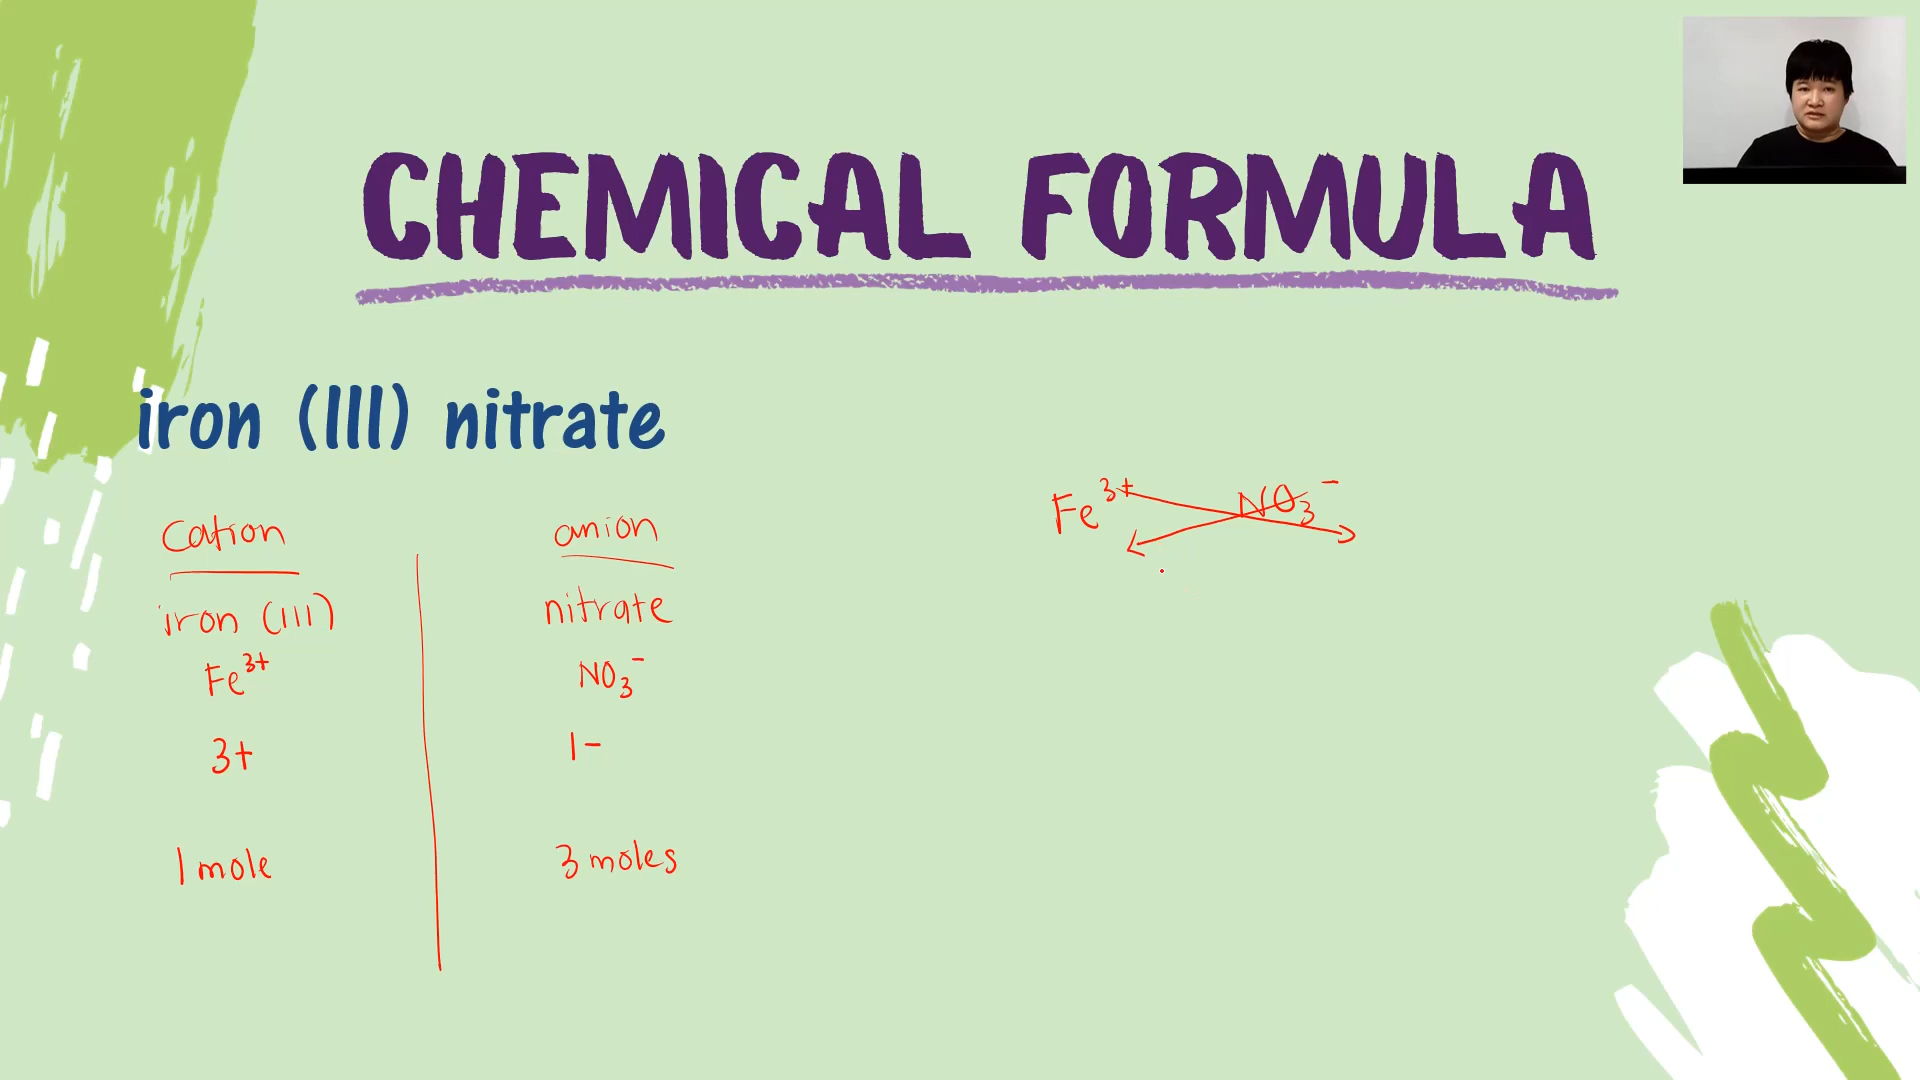 CHEMICAL FORMULA
iron (III) nitrate
Fe³⁺ NO₃⁻
cation anion
iron (III) nitrate
Fe³⁺ NO₃⁻
3+ 1-
1 mole 3 moles